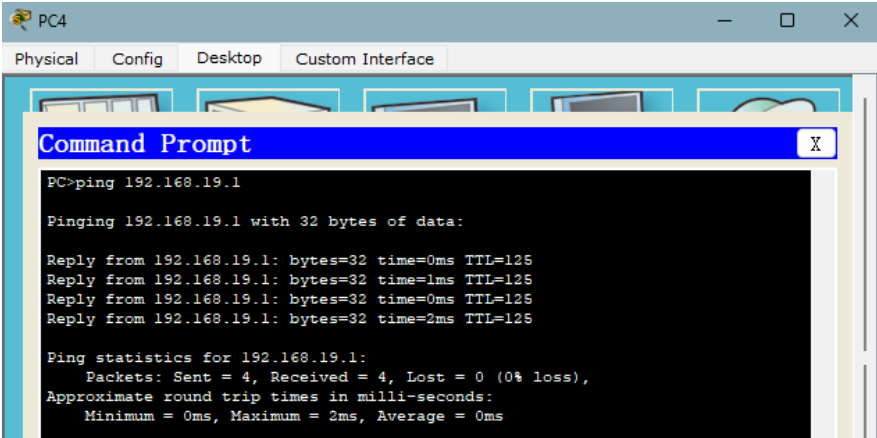 PC4
Physical Config Desktop Custom Interface
Command Prompt X
PC>ping 192.168.19.1
Pinging 192.168.19.1 with 32 bytes of data:
Reply from 192.168.19.1: bytes=32 time=0ms TTL=125
Reply from 192.168.19.1: bytes=32 time=1ms TTL=125
Reply from 192.168.19.1: bytes=32 time=0ms TTL=125
Reply from 192.168.19.1: bytes=32 time=2ms TTL=125
Ping statistics for 192.168.19.1:
Packets: Sent = 4, Received = 4, Lost = 0 (0% loss),
Approximate round trip times in milli-seconds:
Minimum = 0ms, Maximum = 2ms, Average = 0ms